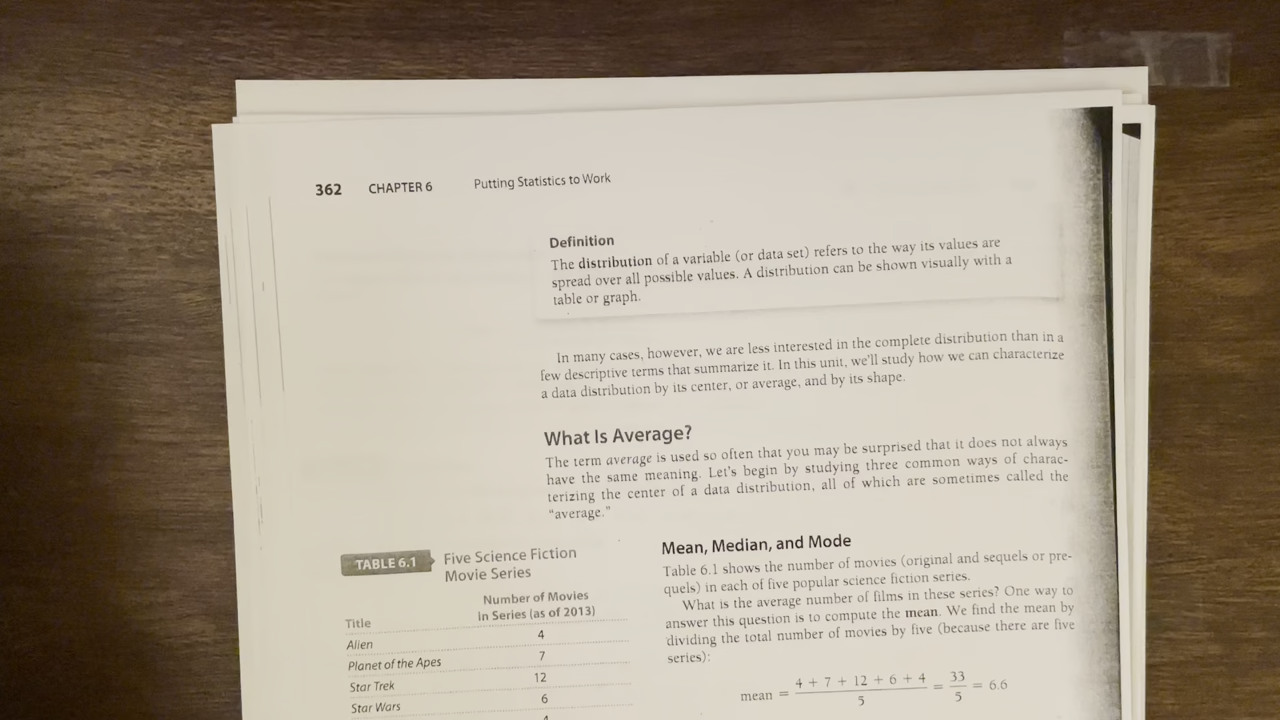 362 CHAPTER 6 Putting Statistics to Work
Definition
The distribution of a variable (or data set) refers to the way its values are
spread over all possible values. A distribution can be shown visually with a
table or graph.
In many cases, however, we are less interested in the complete distribution than in a
few descriptive terms that summarize it. In this unit, we'll study how we can characterize
a data distribution by its center, or average, and by its shape.
What Is Average?
The term average is used so often that you may be surprised that it does not always
have the same meaning. Let's begin by studying three common ways of charac-
terizing the center of a data distribution, all of which are sometimes called the
“average.”
TABLE 6.1 Five Science Fiction
Movie Series
Title
Number of Movies
in Series (as of 2013)
Alien 4
Planet of the Apes 7
Star Trek 12
Star Wars 6
Mean, Median, and Mode
Table 6.1 shows the number of movies (original and sequels or pre-
quels) in each of five popular science fiction series.
What is the average number of films in these series? One way to
answer this question is to compute the mean. We find the mean by
dividing the total number of movies by five (because there are five
series):
mean = 4 + 7 + 12 + 6 + 4 / 5 = 33 / 5 = 6.6